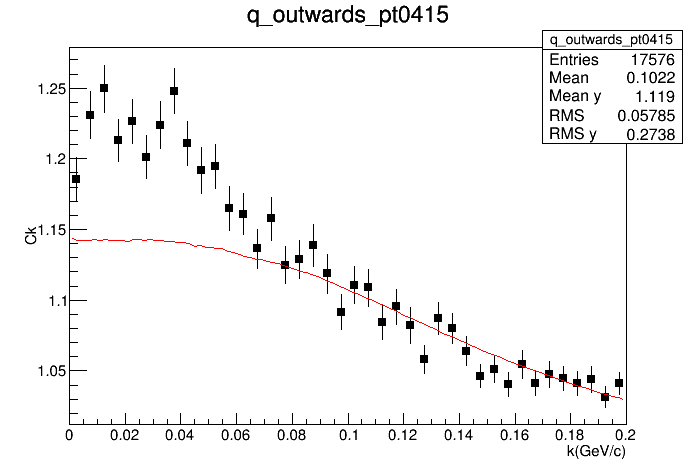 q_outwards_pt0415
q_outwards_pt0415
Entries 17576
Mean 0.1022
Mean y 1.119
RMS 0.05785
RMS y 0.2738
1.25
1.2
1.15
1.1
1.05
Ck
0 0.02 0.04 0.06 0.08 0.1 0.12 0.14 0.16 0.18 0.2
k(GeV/c)